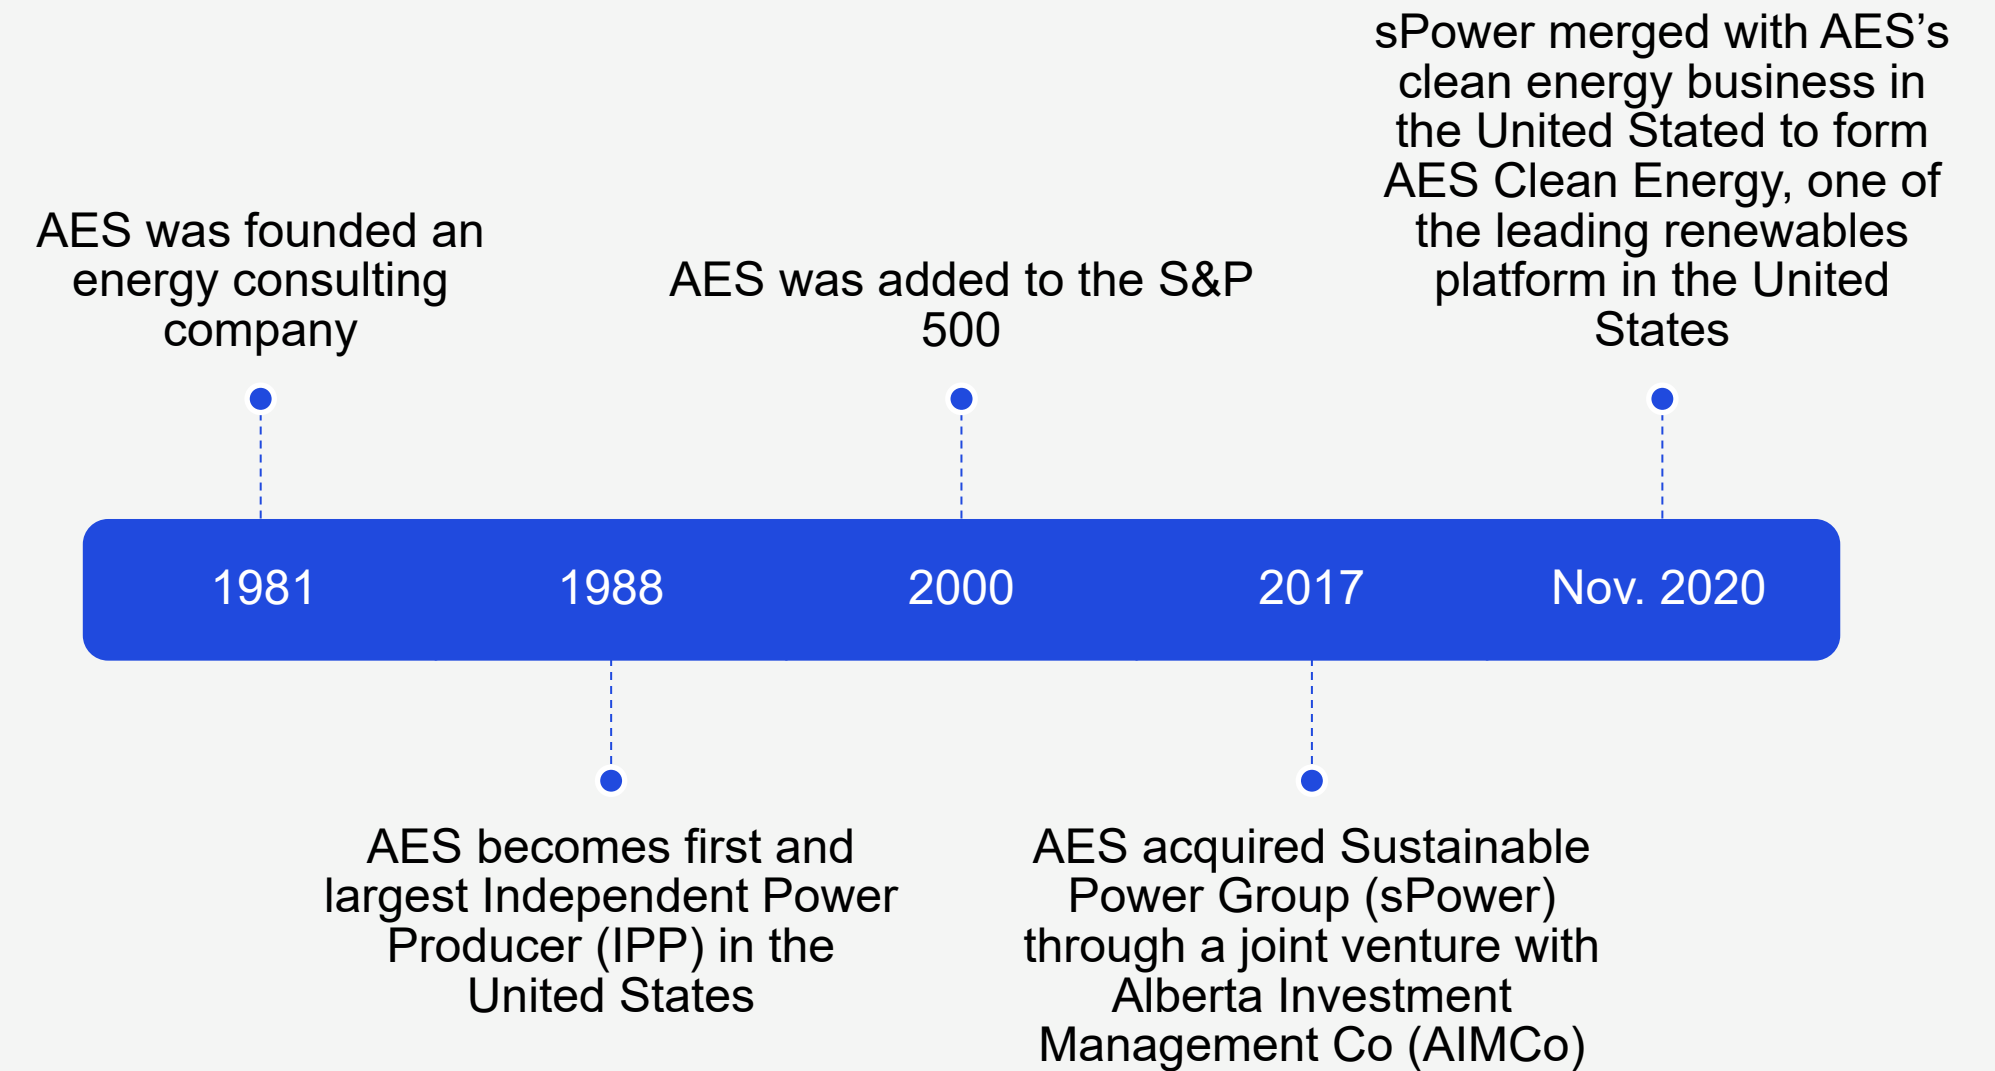 AES was founded an
energy consulting
company
AES was added to the S&P
500
sPower merged with AES’s
clean energy business in
the United Stated to form
AES Clean Energy, one of
the leading renewables
platform in the United
States
1981
1988
2000
2017
Nov. 2020
AES becomes first and
largest Independent Power
Producer (IPP) in the
United States
AES acquired Sustainable
Power Group (sPower)
through a joint venture with
Alberta Investment
Management Co (AIMCo)